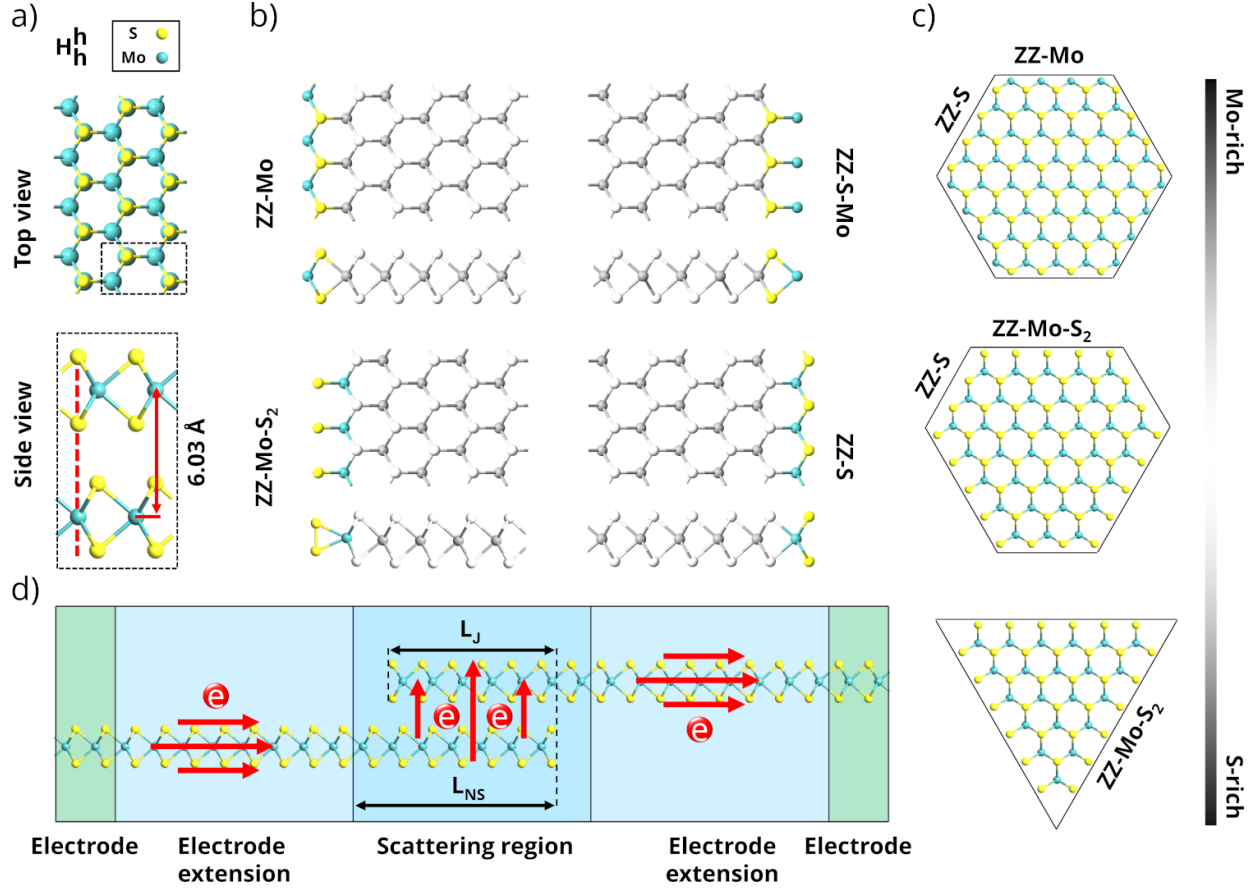 a)
H h h
S
Mo
Top view
Side view
6.03 Å
b)
ZZ-Mo
ZZ-S-Mo
ZZ-Mo-S2
ZZ-S
c)
ZZ-Mo
ZZ-S
ZZ-Mo-S2
ZZ-S
ZZ-Mo-S2
Mo-rich
S-rich
d)
LJ
e
e e
e
LNS
Electrode
Electrode extension
Scattering region
Electrode extension
Electrode